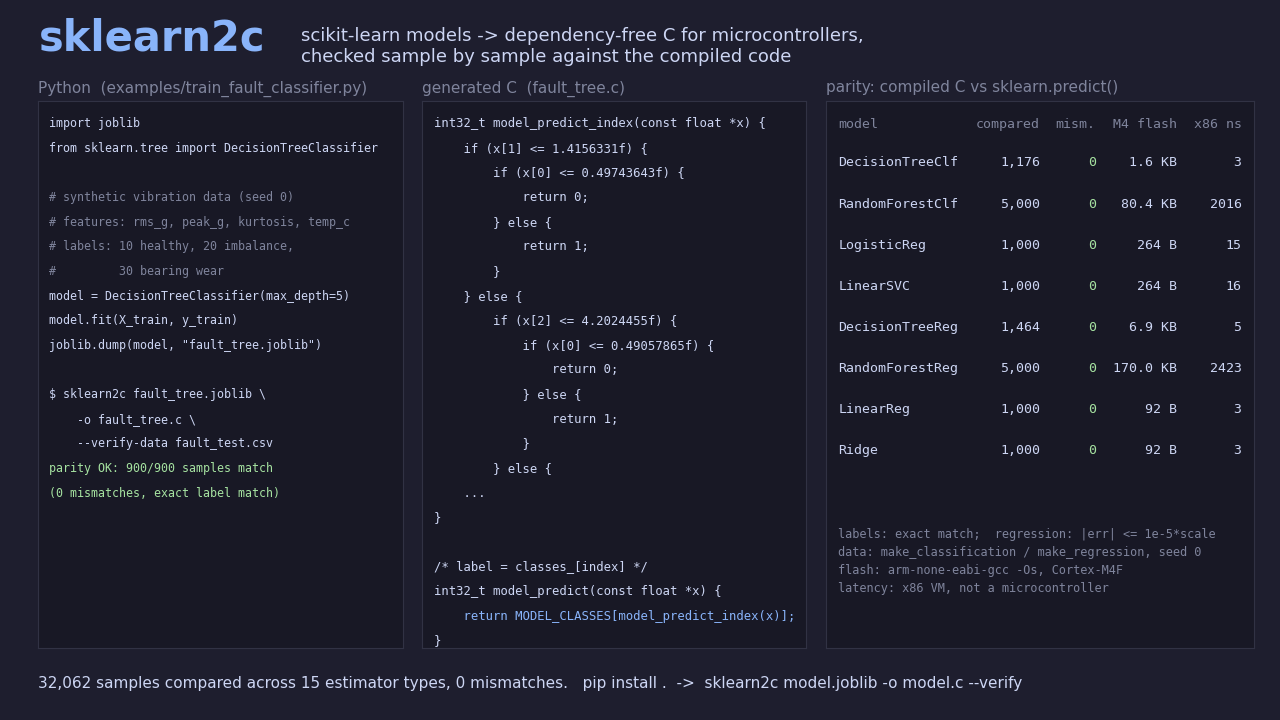 sklearn2c
scikit-learn models -> dependency-free C for microcontrollers,
checked sample by sample against the compiled code
Python  (examples/train_fault_classifier.py)
import joblib
from sklearn.tree import DecisionTreeClassifier
# synthetic vibration data (seed 0)
# features: rms_g, peak_g, kurtosis, temp_c
# labels: 10 healthy, 20 imbalance,
#         30 bearing wear
model = DecisionTreeClassifier(max_depth=5)
model.fit(X_train, y_train)
joblib.dump(model, "fault_tree.joblib")
$ sklearn2c fault_tree.joblib \
    -o fault_tree.c \
    --verify-data fault_test.csv
parity OK: 900/900 samples match
(0 mismatches, exact label match)
generated C  (fault_tree.c)
int32_t model_predict_index(const float *x) {
    if (x[1] <= 1.4156331f) {
        if (x[0] <= 0.49743643f) {
            return 0;
        } else {
            return 1;
        }
    } else {
        if (x[2] <= 4.2024455f) {
            if (x[0] <= 0.49057865f) {
                return 0;
            } else {
                return 1;
            }
        } else {
    ...
}
/* label = classes_[index] */
int32_t model_predict(const float *x) {
    return MODEL_CLASSES[model_predict_index(x)];
}
parity: compiled C vs sklearn.predict()
model  compared  mism.  M4 flash  x86 ns
DecisionTreeClf  1,176  0  1.6 KB  3
RandomForestClf  5,000  0  80.4 KB  2016
LogisticReg  1,000  0  264 B  15
LinearSVC  1,000  0  264 B  16
DecisionTreeReg  1,464  0  6.9 KB  5
RandomForestReg  5,000  0  170.0 KB  2423
LinearReg  1,000  0  92 B  3
Ridge  1,000  0  92 B  3
labels: exact match;  regression: |err| <= 1e-5*scale
data: make_classification / make_regression, seed 0
flash: arm-none-eabi-gcc -Os, Cortex-M4F
latency: x86 VM, not a microcontroller
32,062 samples compared across 15 estimator types, 0 mismatches.   pip install .  ->  sklearn2c model.joblib -o model.c --verify